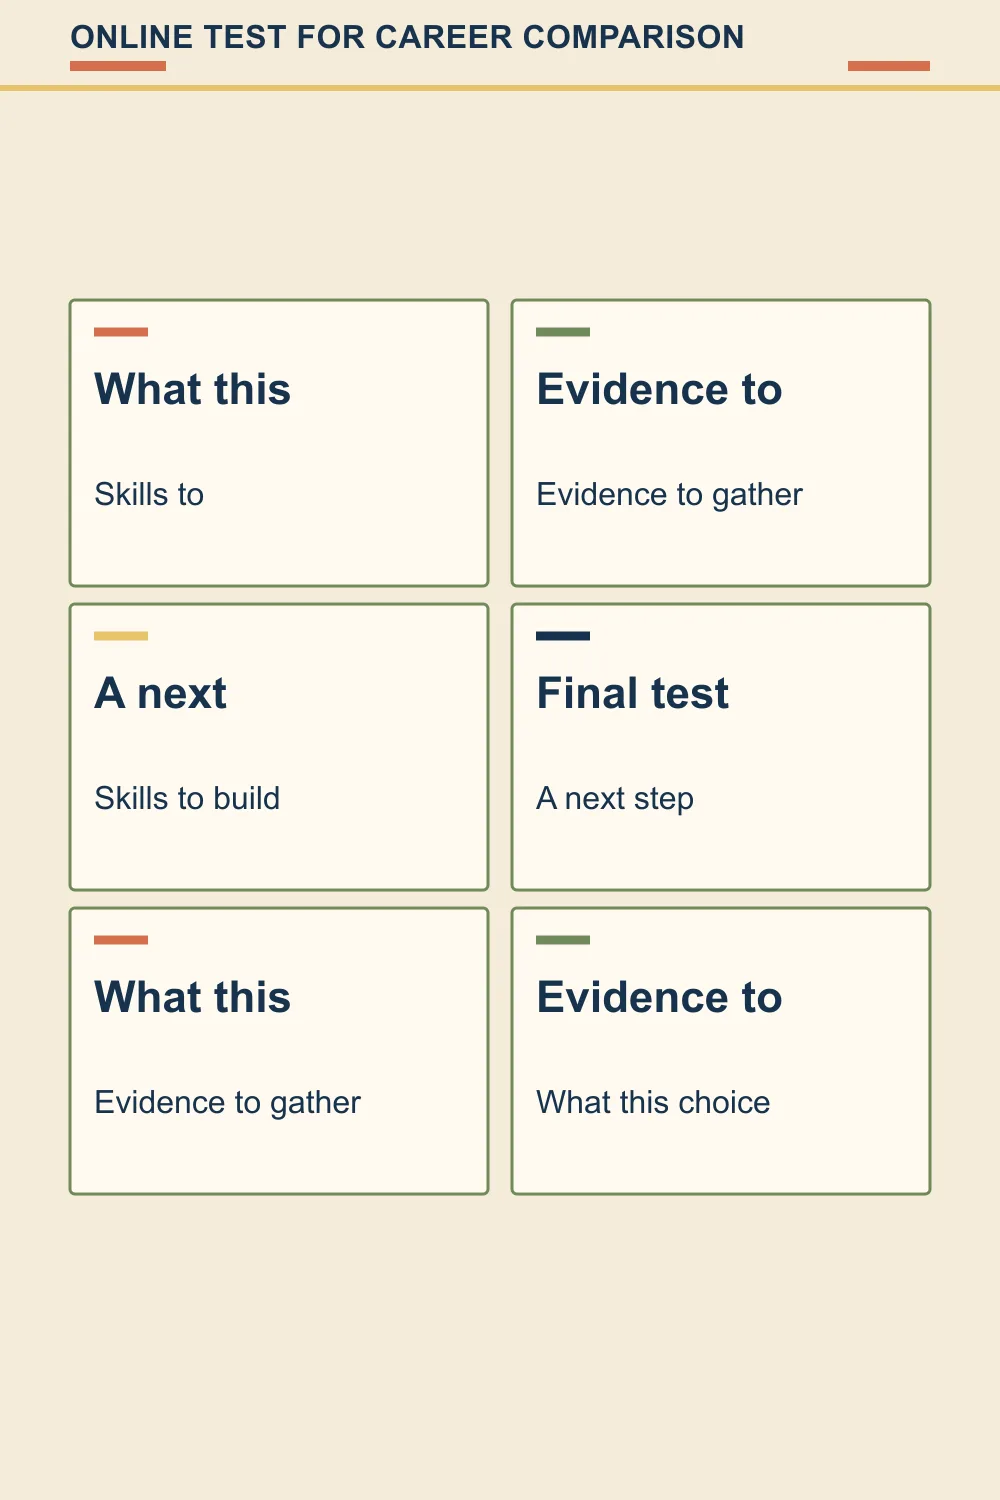 ONLINE TEST FOR CAREER COMPARISON
What this
Skills to
Evidence to
Evidence to gather
A next
Skills to build
Final test
A next step
What this
Evidence to gather
Evidence to
What this choice